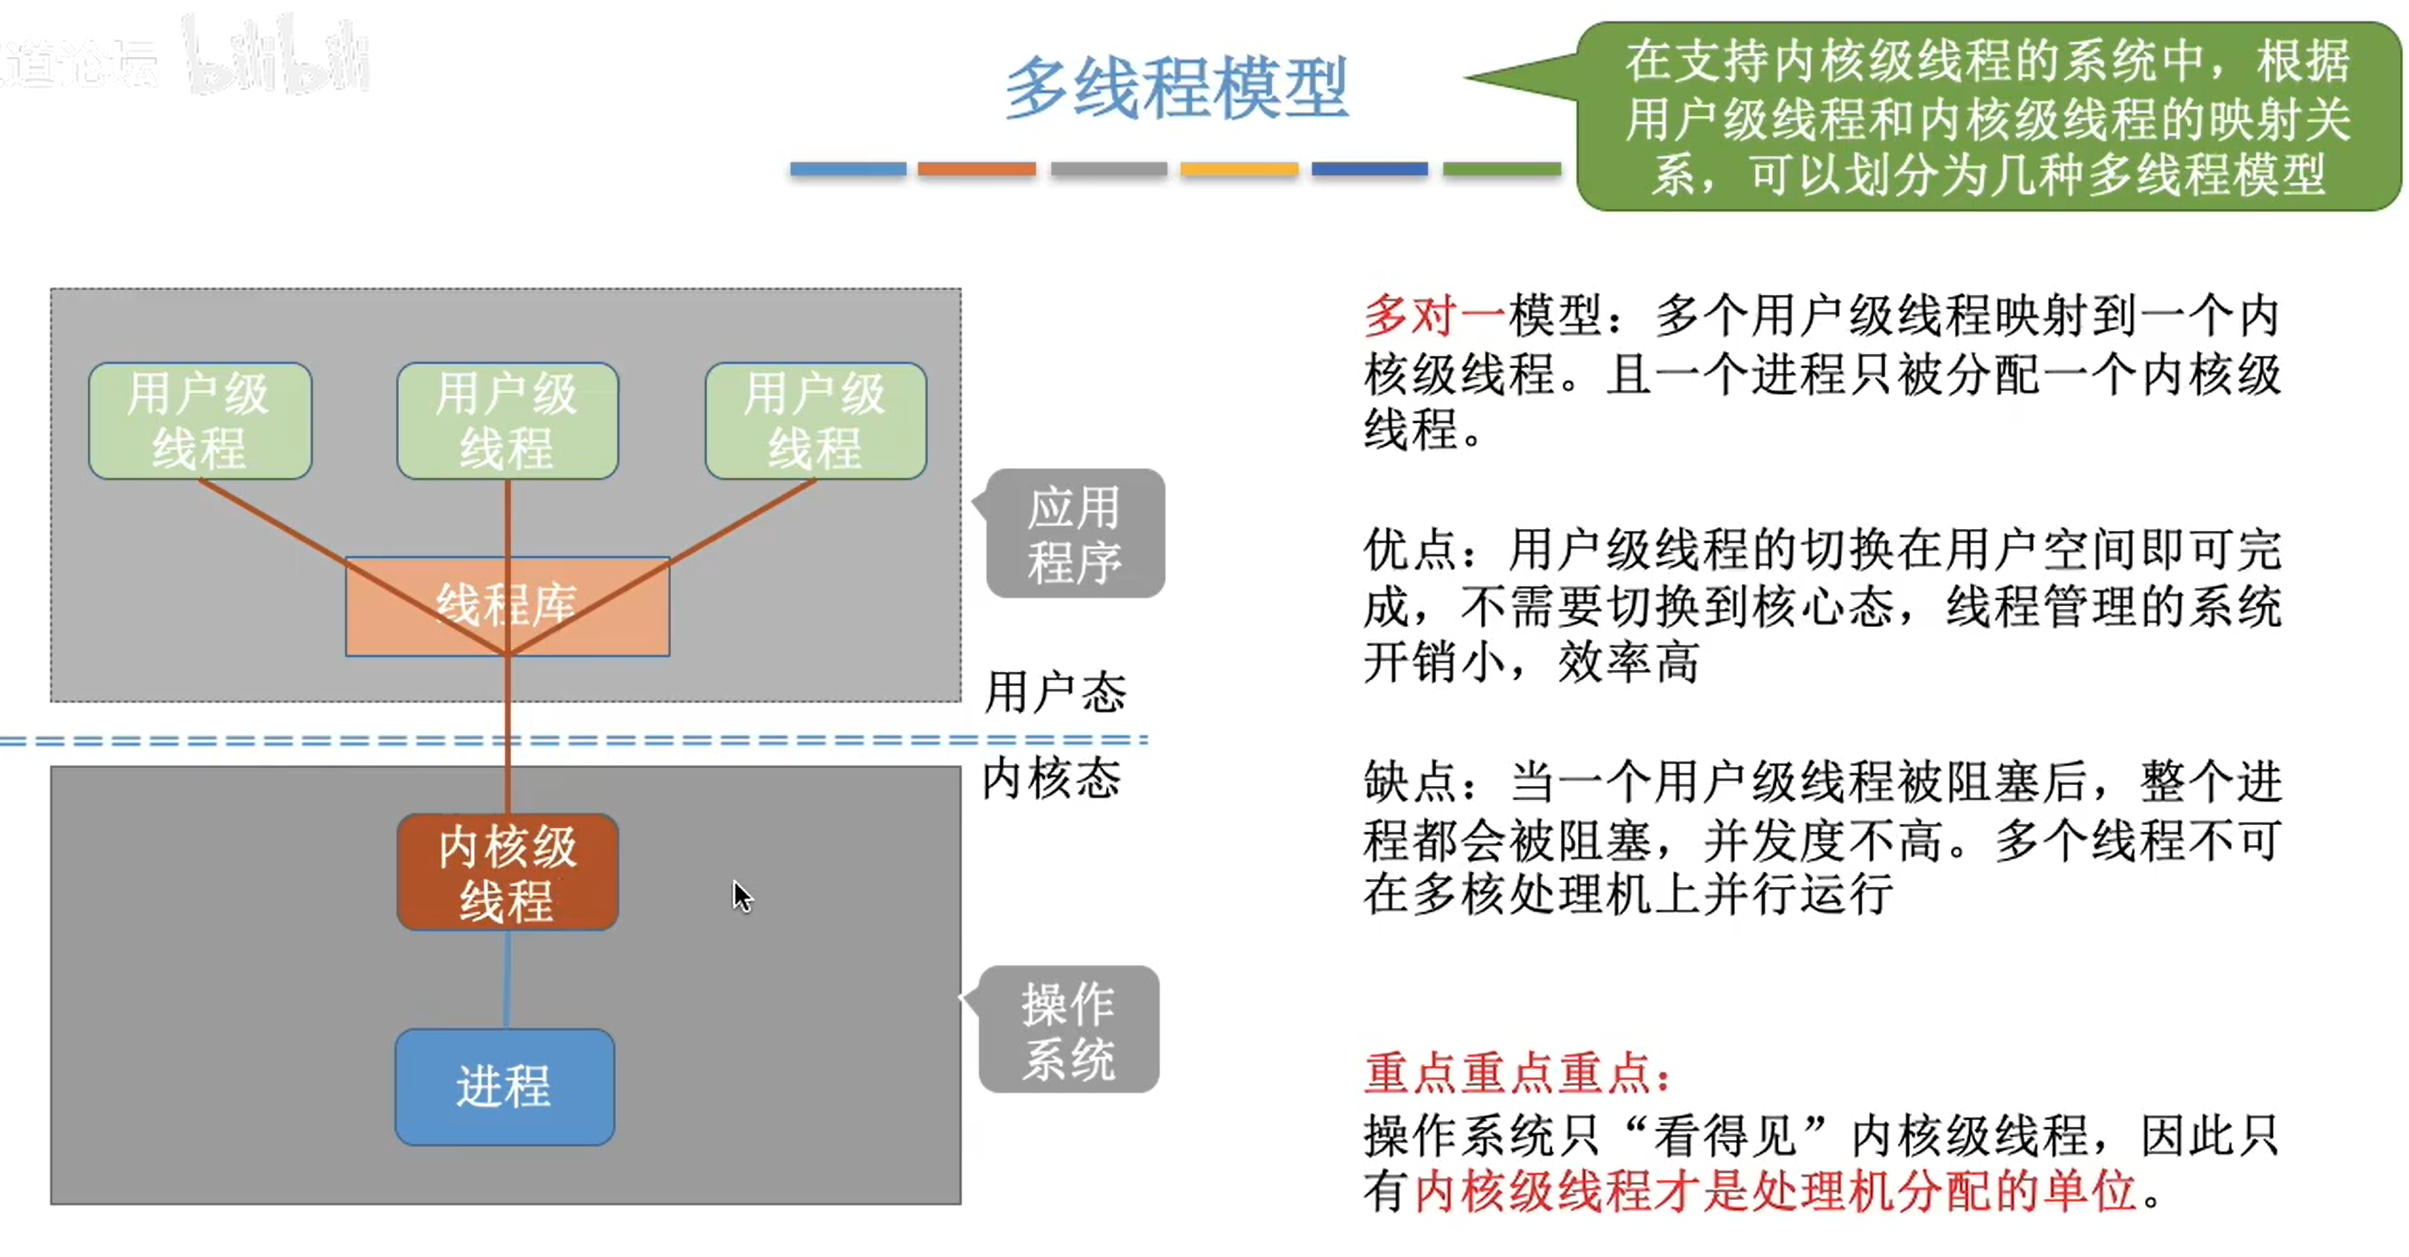 道论坛 bilibili
多线程模型
在支持内核级线程的系统中，根据
用户级线程和内核级线程的映射关
系，可以划分为几种多线程模型
用户级
线程
用户级
线程
用户级
线程
线程库
应用
程序
用户态
内核态
内核级
线程
进程
操作
系统
多对一模型：多个用户级线程映射到一个内
核级线程。且一个进程只被分配一个内核级
线程。
优点：用户级线程的切换在用户空间即可完
成，不需要切换到核心态，线程管理的系统
开销小，效率高
缺点：当一个用户级线程被阻塞后，整个进
程都会被阻塞，并发度不高。多个线程不可
在多核处理机上并行运行
重点重点重点：
操作系统只“看得见”内核级线程，因此只
有内核级线程才是处理机分配的单位。